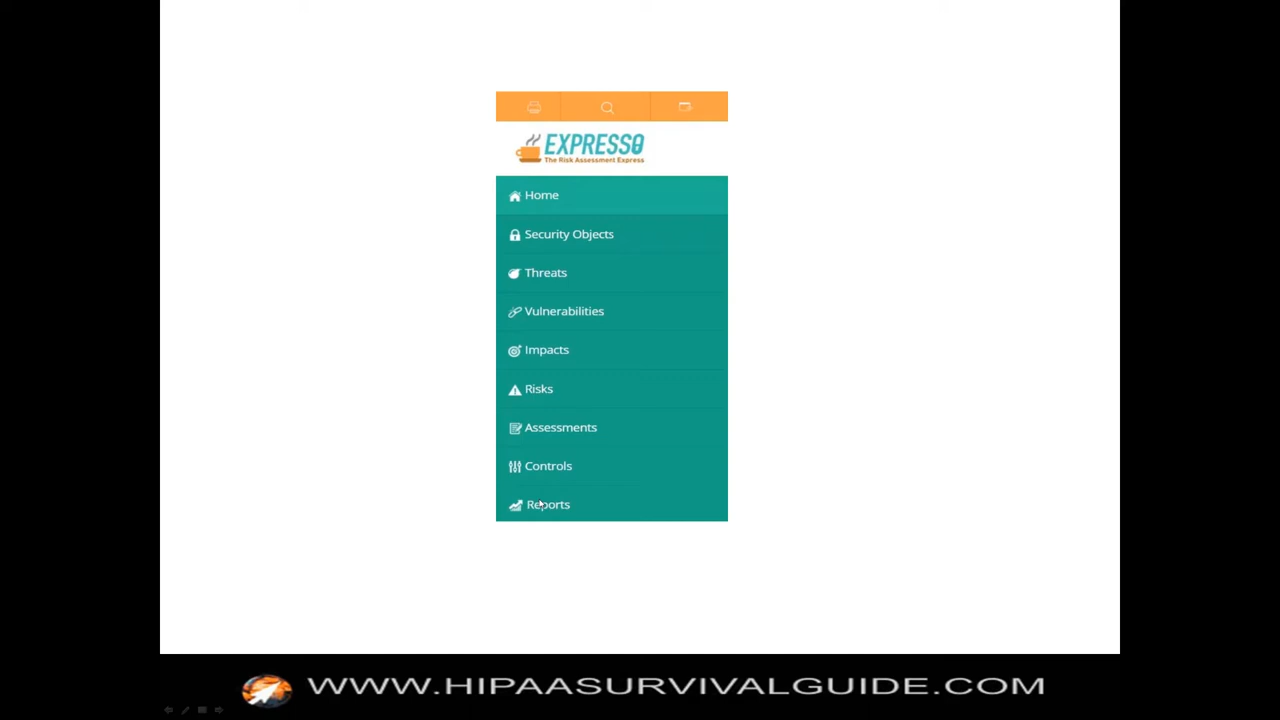 EXPRESSO
The Risk Assessment Express
Home
Security Objects
Threats
Vulnerabilities
Impacts
Risks
Assessments
Controls
Reports
WWW.HIPAASURVIVALGUIDE.COM